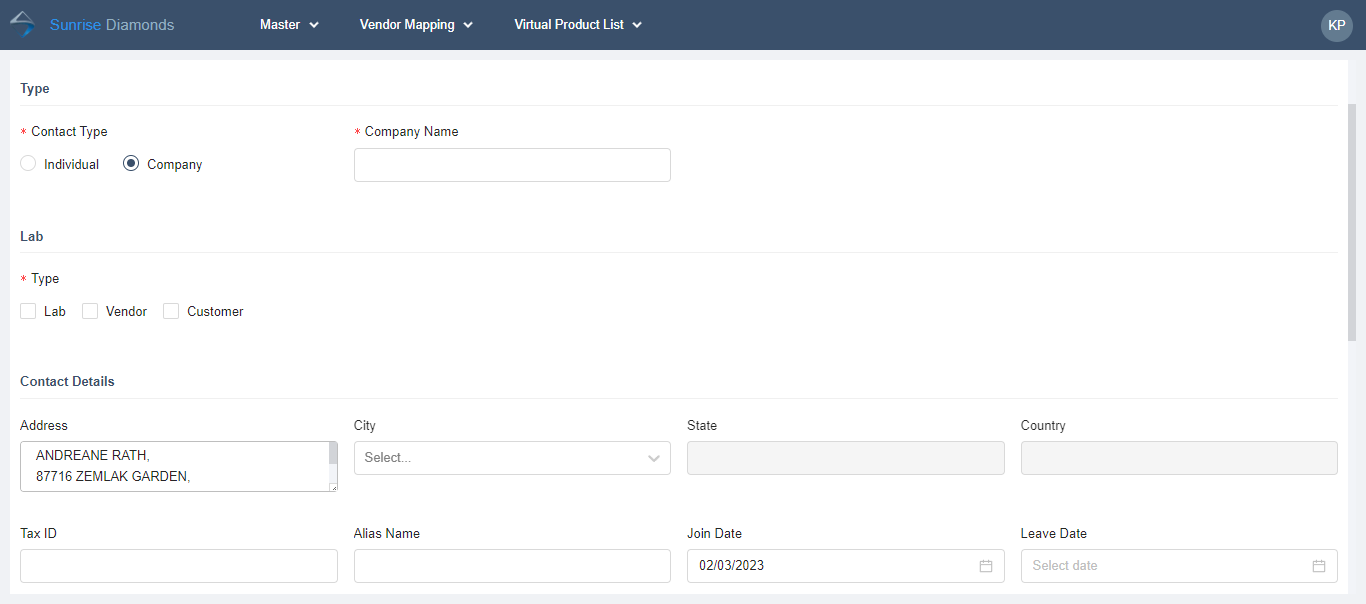 Sunrise Diamonds Master Vendor Mapping Virtual Product List KP
Type
* Contact Type * Company Name
Individual Company
Lab
* Type
Lab Vendor Customer
Contact Details
Address City State Country
ANDREANE RATH,
Select...
87716 ZEMLAK GARDEN,
Tax ID Alias Name Join Date Leave Date
02/03/2023 Select date